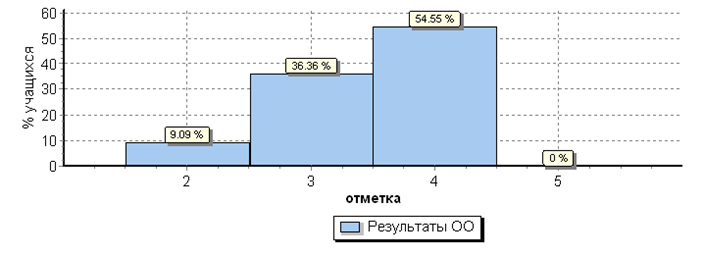 60
50
40
30
20
10
0
% учащихся
9.09 %
36.36 %
54.55 %
0 %
2 3 4 5
отметка
Результаты ОО